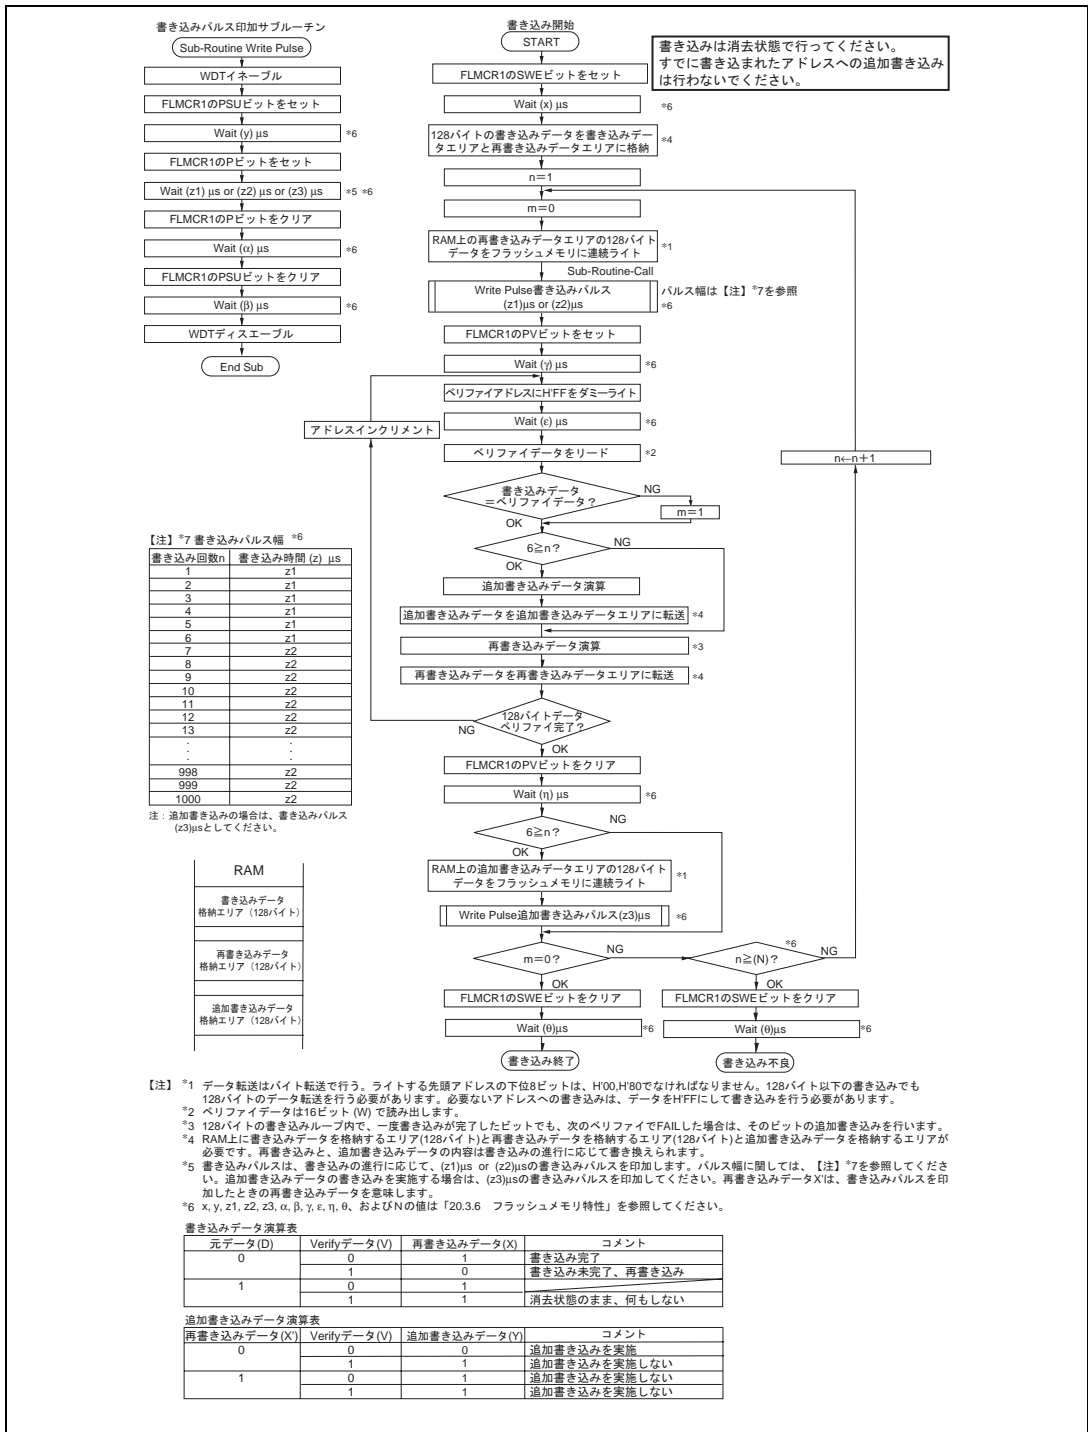 書き込みパルス印加サブルーチン
Sub-Routine Write Pulse
WDTイネーブル
FLMCR1のPSUビットをセット
Wait (y) μs
*6
FLMCR1のPビットをセット
Wait (z1) μs or (z2) μs or (z3) μs
*5 *6
FLMCR1のPビットをクリア
Wait (α) μs
*6
FLMCR1のPSUビットをクリア
Wait (β) μs
*6
WDTディスエーブル
End Sub
書き込み開始
START
書き込みは消去状態で行ってください。
すでに書き込まれたアドレスへの追加書き込み
は行わないでください。
FLMCR1のSWEビットをセット
Wait (x) μs
*6
128バイトの書き込みデータを書き込みデー
タエリアと再書き込みデータエリアに格納
*4
n=1
m=0
RAM上の再書き込みデータエリアの128バイト
データをフラッシュメモリに連続ライト
*1
Sub-Routine-Call
Write Pulse書き込みパルス
(z1)μs or (z2)μs
パルス幅は【注】*7を参照
*6
FLMCR1のPVビットをセット
Wait (γ) μs
*6
ベリファイアドレスにH'FFをダミーライト
Wait (ε) μs
*6
アドレスインクリメント
ベリファイデータをリード
*2
n←n+1
書き込みデータ
=ベリファイデータ?
NG
m=1
OK
6≧n?
NG
OK
追加書き込みデータ演算
追加書き込みデータを追加書き込みデータエリアに転送
*4
再書き込みデータ演算
*3
再書き込みデータを再書き込みデータエリアに転送
*4
128バイトデータ
ベリファイ完了?
NG
OK
FLMCR1のPVビットをクリア
Wait (η) μs
*6
6≧n?
NG
OK
RAM上の追加書き込みデータエリアの128バイト
データをフラッシュメモリに連続ライト
*1
Write Pulse追加書き込みパルス(z3)μs
*6
m=0?
NG
n≧(N)?
*6
NG
OK
OK
FLMCR1のSWEビットをクリア
FLMCR1のSWEビットをクリア
Wait (θ)μs
*6
Wait (θ)μs
*6
書き込み終了
書き込み不良
【注】*7 書き込みパルス幅 *6
書き込み回数n 書き込み時間 (z) μs
1 z1
2 z1
3 z1
4 z1
5 z1
6 z1
7 z2
8 z2
9 z2
10 z2
11 z2
12 z2
13 z2
. .
. .
. .
998 z2
999 z2
1000 z2
注:追加書き込みの場合は、書き込みパルス
(z3)μsとしてください。
RAM
書き込みデータ
格納エリア(128バイト)
再書き込みデータ
格納エリア(128バイト)
追加書き込みデータ
格納エリア(128バイト)
【注】 *1 データ転送はバイト転送で行う。ライトする先頭アドレスの下位8ビットは、H'00,H'80でなければなりません。128バイト以下の書き込みでも
128バイトのデータ転送を行う必要があります。必要ないアドレスへの書き込みは、データをH'FFにして書き込みを行う必要があります。
*2 ベリファイデータは16ビット (W) で読み出します。
*3 128バイトの書き込みループ内で、一度書き込みが完了したビットでも、次のベリファイでFAILした場合は、そのビットの追加書き込みを行います。
*4 RAM上に書き込みデータを格納するエリア(128バイト)と再書き込みデータを格納するエリア(128バイト)と追加書き込みデータを格納するエリアが
必要です。再書き込みと、追加書き込みデータの内容は書き込みの進行に応じて書き換えられます。
*5 書き込みパルスは、書き込みの進行に応じて、(z1)μs or (z2)μsの書き込みパルスを印加します。パルス幅に関しては、【注】*7を参照してくださ
い。追加書き込みデータの書き込みを実施する場合は、(z3)μsの書き込みパルスを印加してください。再書き込みデータX'は、書き込みパルスを印
加したときの再書き込みデータを意味します。
*6 x, y, z1, z2, z3, α, β, γ, ε, η, θ、およびNの値は「20.3.6 フラッシュメモリ特性」を参照してください。
書き込みデータ演算表
元データ(D) Verifyデータ(V) 再書き込みデータ(X) コメント
0 0 1 書き込み完了
1 0 書き込み未完了、再書き込み
1 0 1
1 1 消去状態のまま、何もしない
追加書き込みデータ演算表
再書き込みデータ(X') Verifyデータ(V) 追加書き込みデータ(Y) コメント
0 0 0 追加書き込みを実施
1 1 追加書き込みを実施しない
1 0 1 追加書き込みを実施しない
1 1 追加書き込みを実施しない